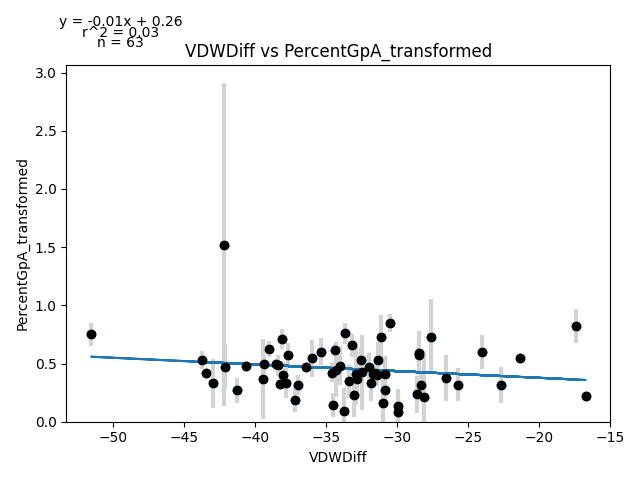 y = -0.01x + 0.26
r^2 = 0.03
n = 63
VDWDiff vs PercentGpA_transformed
3.0
2.5
2.0
1.5
1.0
0.5
0.0
PercentGpA_transformed
−50 −45 −40 −35 −30 −25 −20 −15
VDWDiff